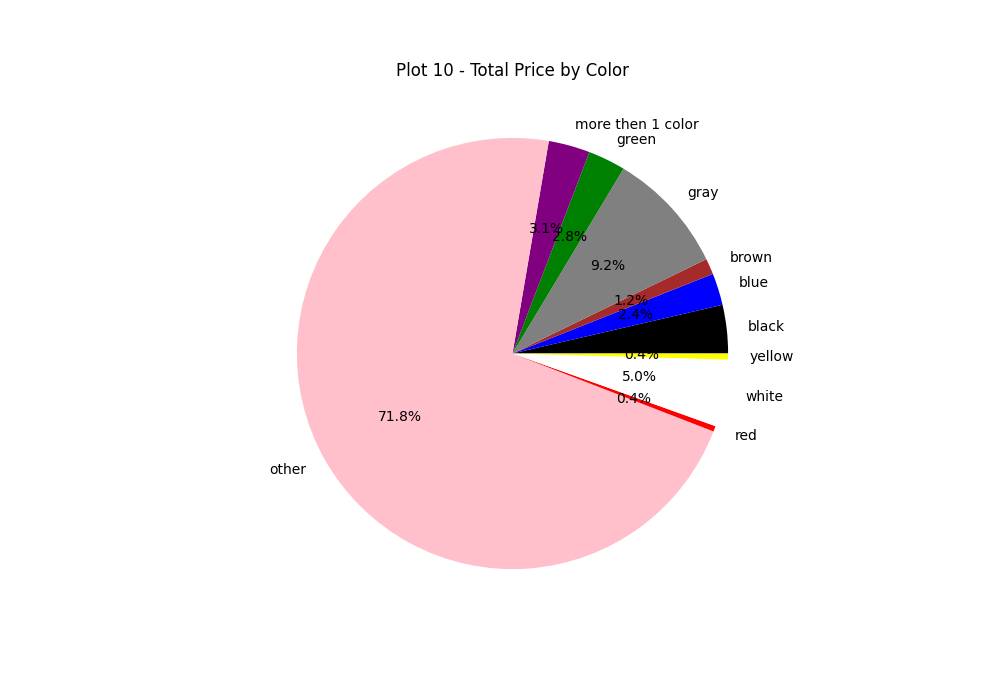 Plot 10 - Total Price by Color
more then 1 color
green
gray
brown
blue
black
yellow
white
red
other
3.1%
2.8%
9.2%
1.2%
2.4%
0.4%
5.0%
0.4%
71.8%